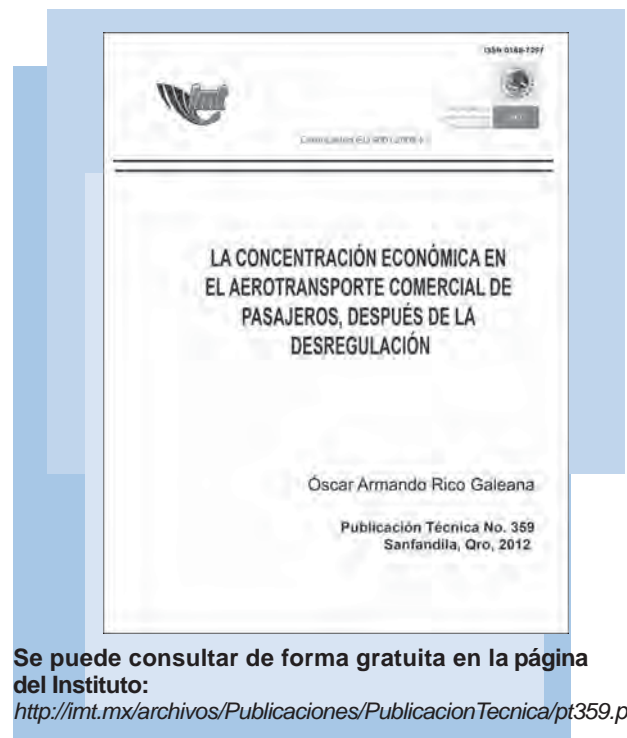 ISSN 0188-7297
imt
LA CONCENTRACIÓN ECONÓMICA EN
EL AEROTRANSPORTE COMERCIAL DE
PASAJEROS, DESPUÉS DE LA
DESREGULACIÓN
Óscar Armando Rico Galeana
Publicación Técnica No. 359
Sanfandila, Qro, 2012
Se puede consultar de forma gratuita en la página
del Instituto:
http://imt.mx/archivos/Publicaciones/PublicacionTecnica/pt359.p